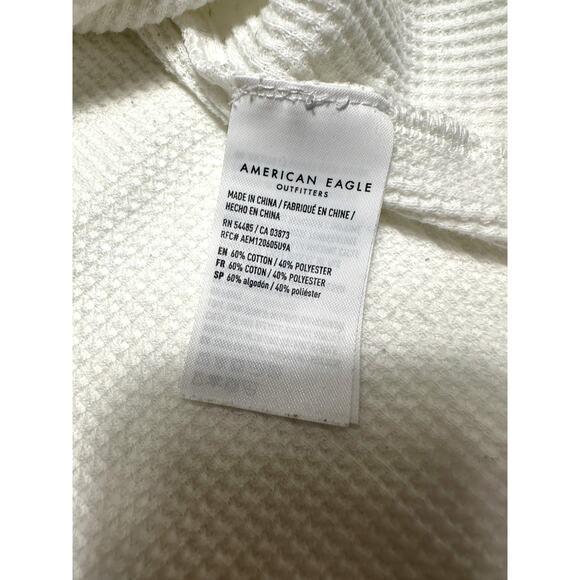 AMERICAN EAGLE
OUTFITTERS
MADE IN CHINA / FABRIQUÉ EN CHINE /
HECHO EN CHINA
RN 54485 / CA 03873
RFC# AEM120605U9A
EN 60% COTTON / 40% POLYESTER
FR 60% COTON / 40% POLYESTER
SP 60% algodón / 40% poliéster